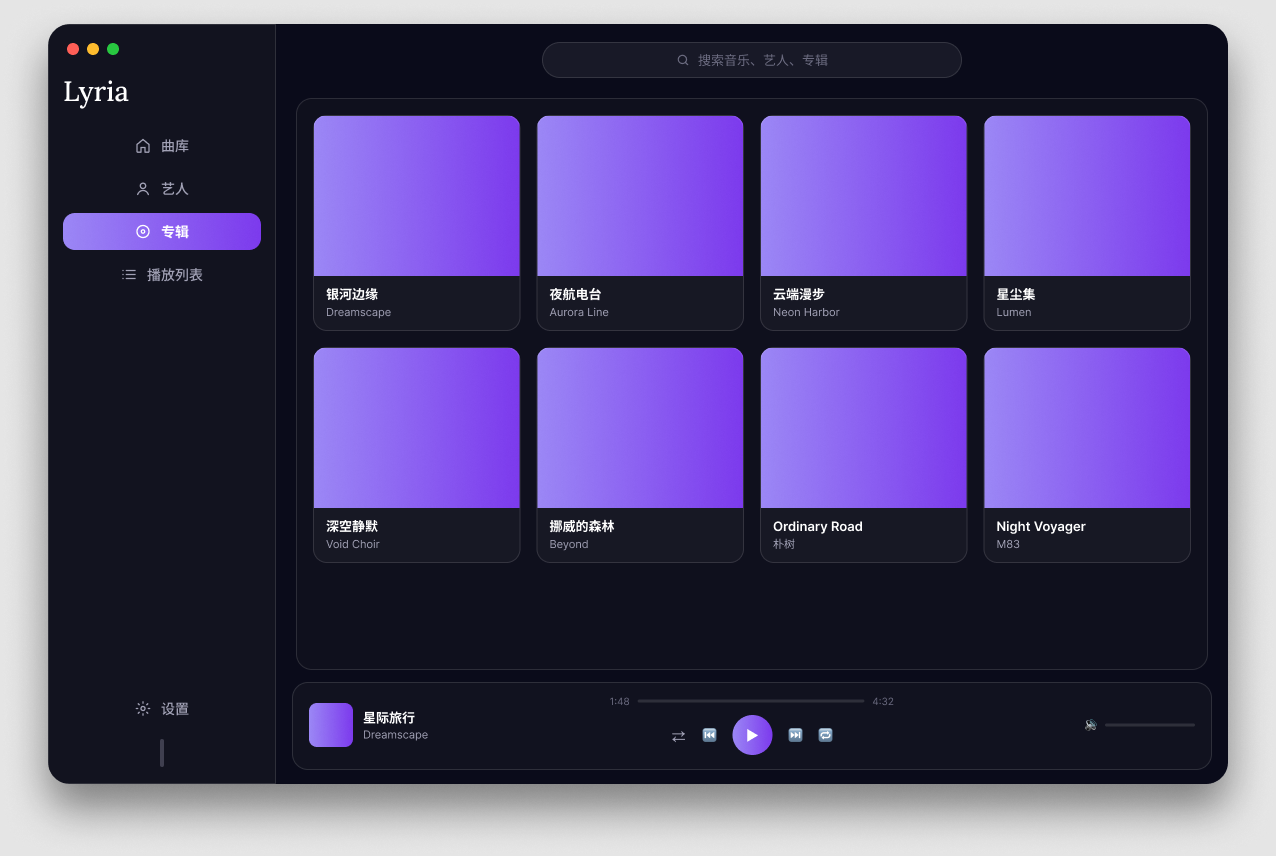 Lyria
搜索音乐、艺人、专辑
曲库
艺人
专辑
播放列表
设置
银河边缘
Dreamscape
夜航电台
Aurora Line
云端漫步
Neon Harbor
星尘集
Lumen
深空静默
Void Choir
挪威的森林
Beyond
Ordinary Road
朴树
Night Voyager
M83
星际旅行
Dreamscape
1:48
4:32